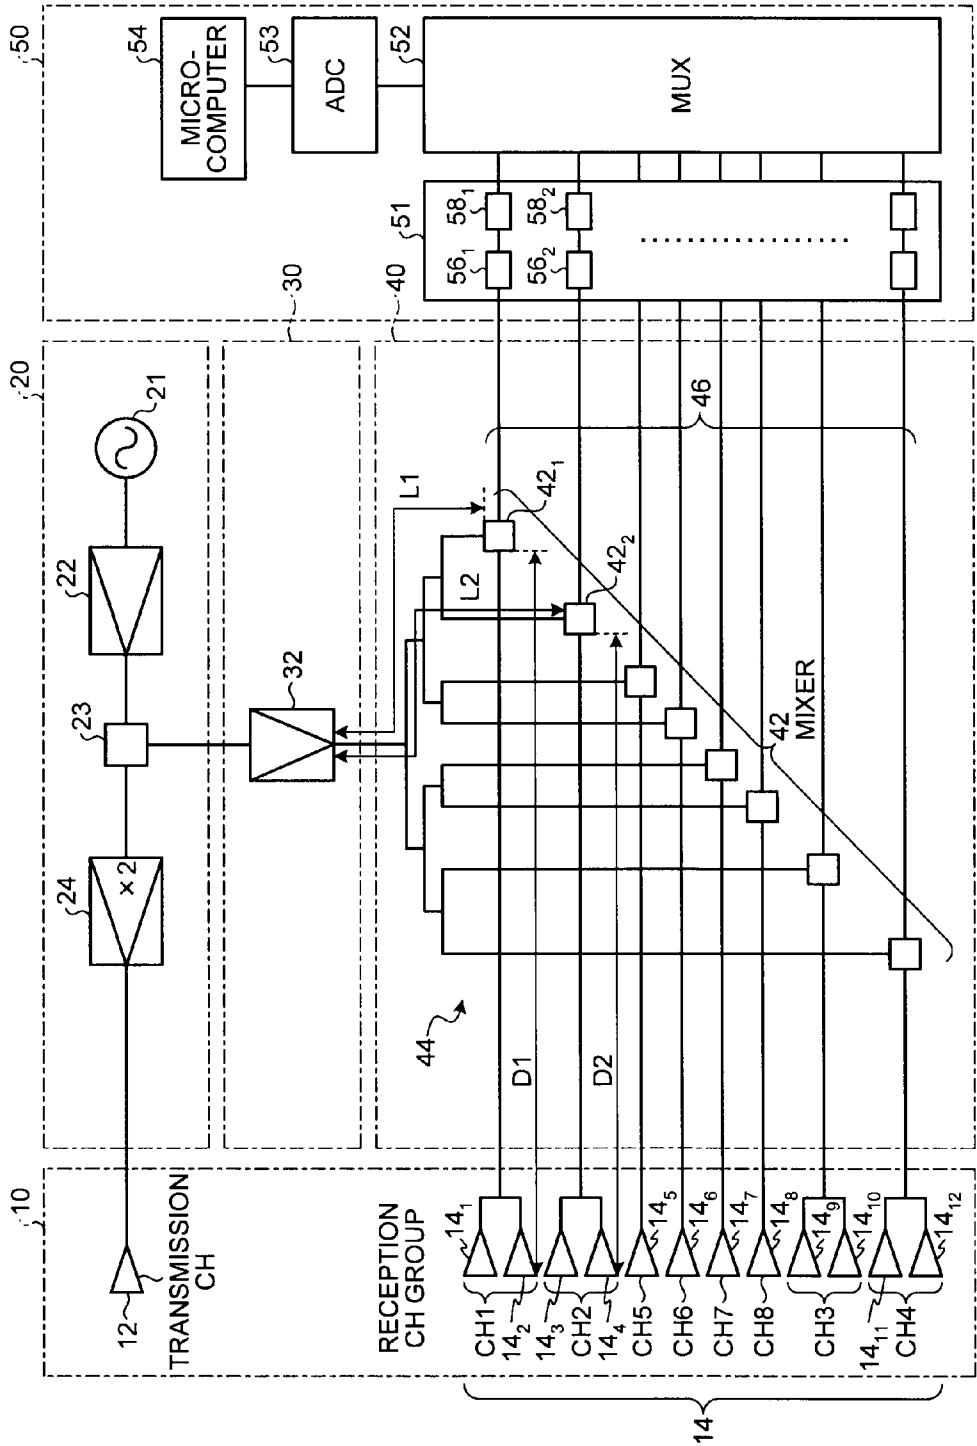 10
20
50
54
MICRO-
COMPUTER
53
ADC
52
MUX
51
56₁
58₁
56₂
58₂
30
40
21
22
23
24
×2
32
12
TRANSMISSION
CH
L1
L2
42₁
42₂
46
42
MIXER
44
D1
D2
RECEPTION
CH GROUP
CH1
14₁
14₂
CH2
14₃
14₄
CH5
14₅
CH6
14₆
CH7
14₇
CH8
14₈
CH3
14₉
14₁₀
CH4
14₁₁
14₁₂
14